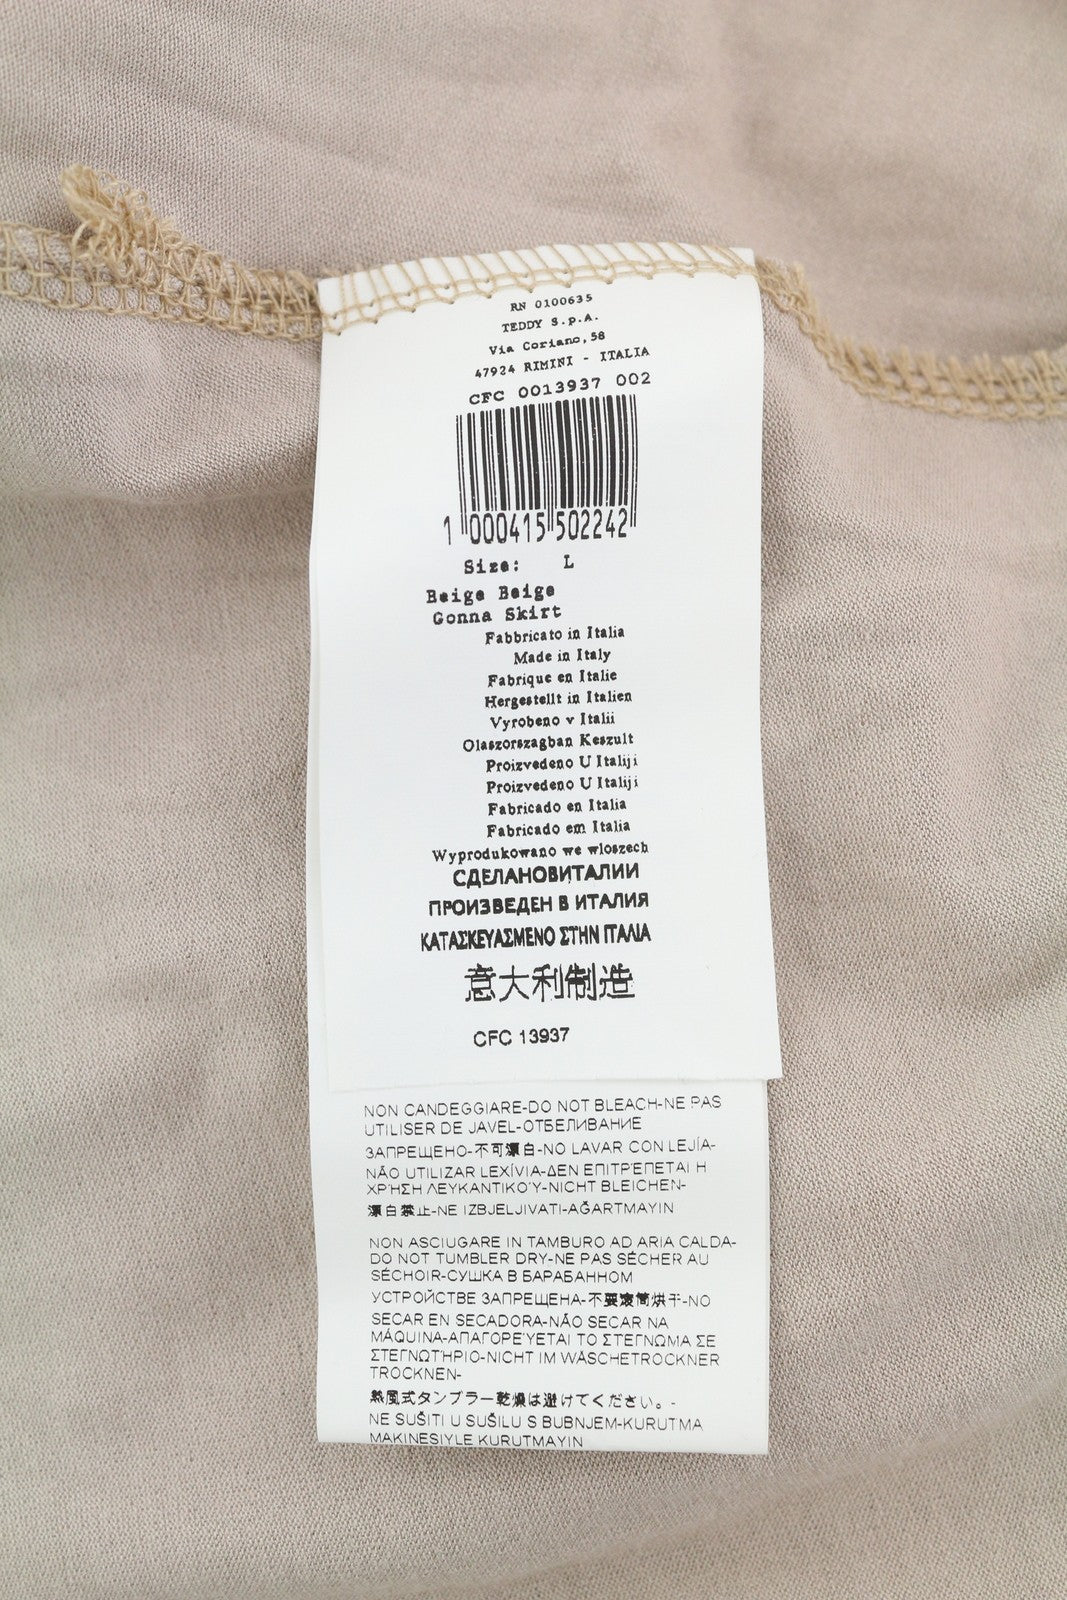 RN 0100635
TEDDY S.p.A.
Via Coriano, 58
47924 RIMINI - ITALIA
CFC 0013937 002
1 000415 502242
Size: L
Beige Beige
Gonna Skirt
Fabbricato in Italia
Made in Italy
Fabrique en Italie
Hergestellt in Italien
Vyrobeno v Italii
Olaszorszagban Keszult
Proizvedeno U Italiji
Proizvedeno U Italiji
Fabricado en Italia
Fabricado em Italia
Wyprodukowano we wloszech
СДЕЛАНОВИТАЛИИ
ПРОИЗВЕДЕН В ИТАЛИЯ
ΚΑΤΑΣΚΕΥΑΣΜΕΝΟ ΣΤΗΝ ΙΤΑΛΙΑ
意大利制造
CFC 13937
NON CANDEGGIARE-DO NOT BLEACH-NE PAS
UTILISER DE JAVEL-ОТБЕЛИВАНИЕ
ЗАПРЕЩЕНО-不可漂白-NO LAVAR CON LEJÍA-
NÃO UTILIZAR LEXÍVIA-ΔEN EΠITPEΠETAI H
ΧΡΉΣΗ ΛΕΥΚΑΝΤΙΚΟΎ-NICHT BLEICHEN-
漂白禁止-NE IZBJELJIVATI-AĞARTMAYIN
NON ASCIUGARE IN TAMBURO AD ARIA CALDA-
DO NOT TUMBLER DRY-NE PAS SÉCHER AU
SÉCHOIR-СУШКА В БАРАБАННОМ
УСТРОЙСТВЕ ЗАПРЕЩЕНА-不要滚筒烘干-NO
SECAR EN SECADORA-NÃO SECAR NA
MÁQUINA-ΑΠΑΓΟΡΕΎΕΤΑΙ ΤΟ ΣΤΕΓΝΩΜΑ ΣΕ
ΣΤΕΓΝΩΤΉΡΙΟ-NICHT IM WÄSCHETROCKNER
TROCKNEN-
熱風式タンブラー乾燥は避けてください。-
NE SUŠITI U SUŠILU S BUBNJEM-KURUTMA
MAKINESIYLE KURUTMAYIN